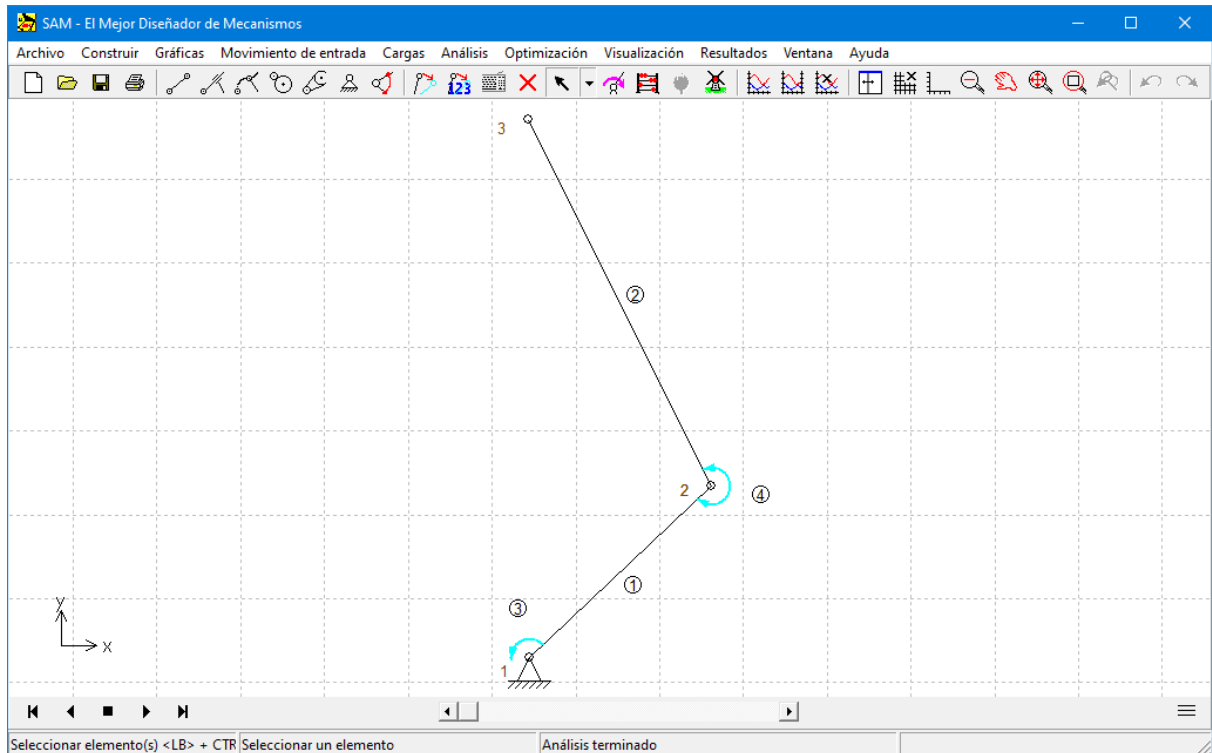 SAM - El Mejor Diseñador de Mecanismos
Archivo Construir Gráficas Movimiento de entrada Cargas Análisis Optimización Visualización Resultados Ventana Ayuda
123
3
②
2
④
①
③
y
x
1
Seleccionar elemento(s) <LB> + CTR Seleccionar un elemento Análisis terminado